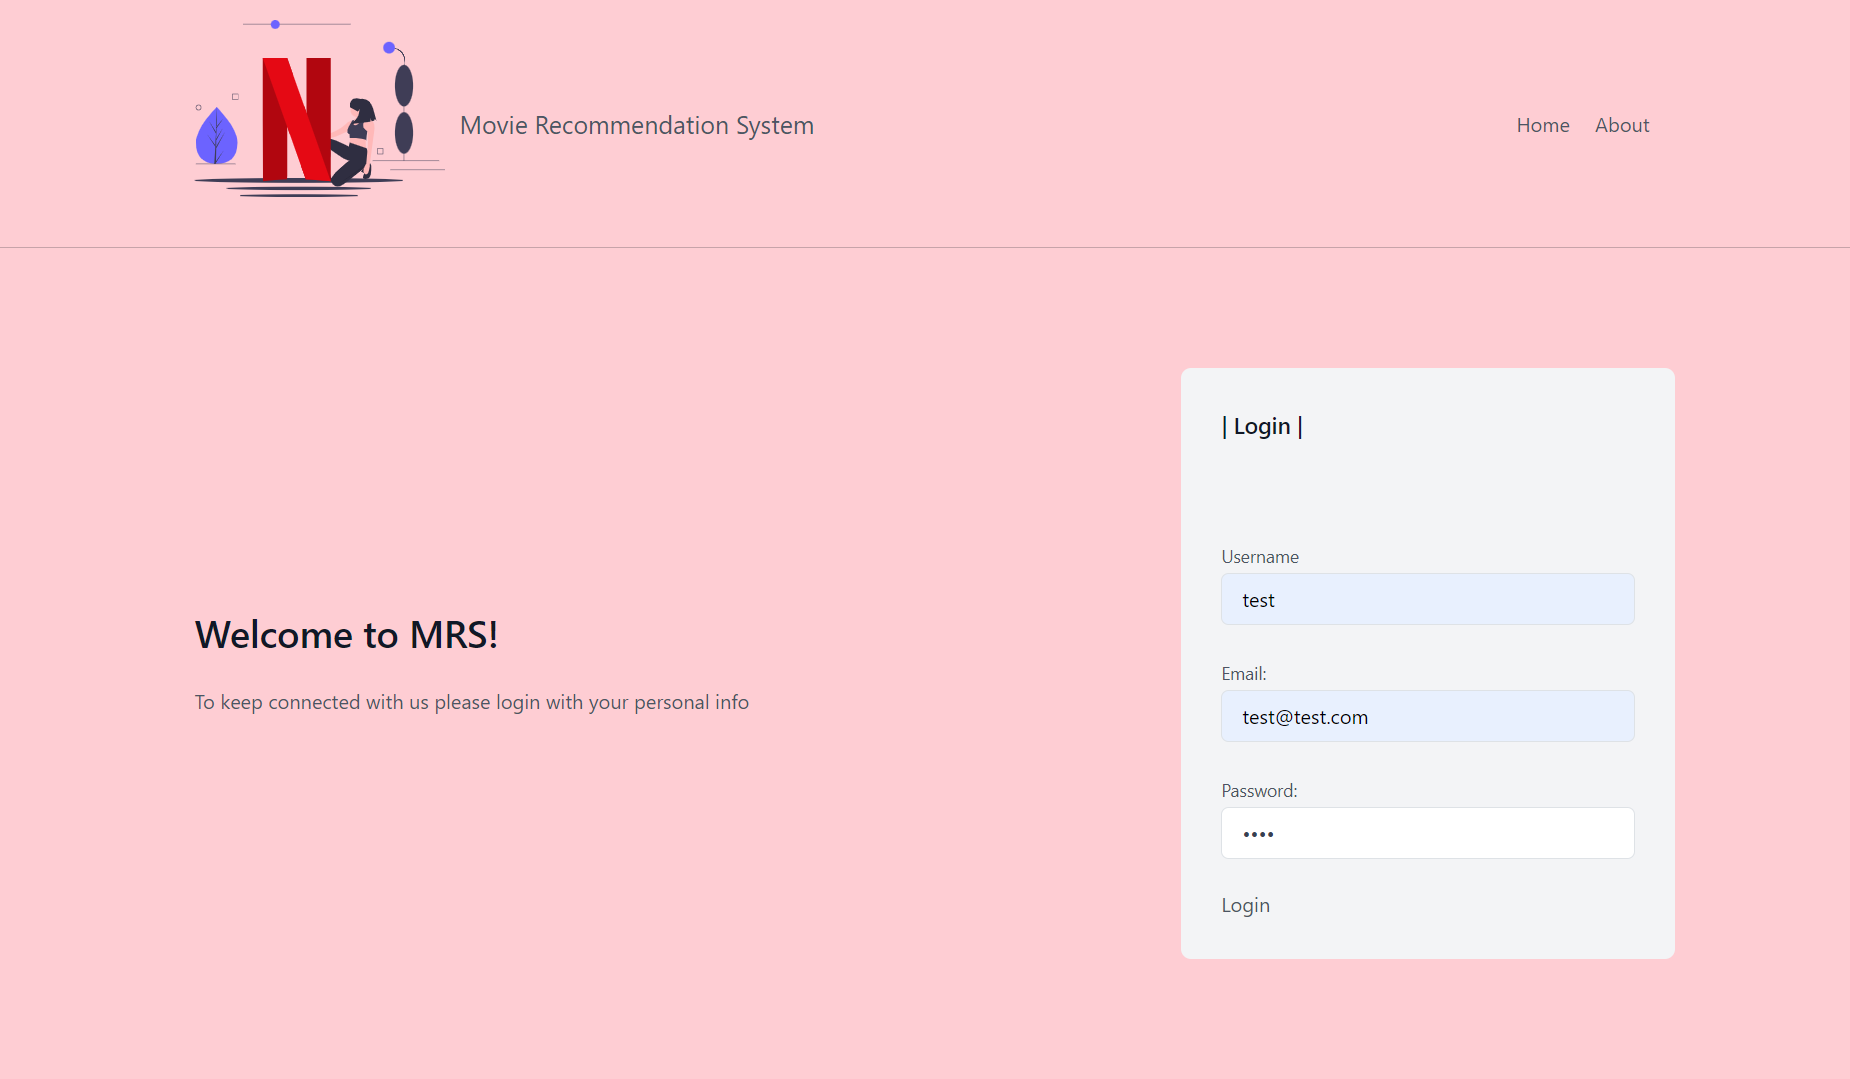 N
Movie Recommendation System
Home
About
| Login |
Username
test
Email:
test@test.com
Password:
••••
Login
Welcome to MRS!
To keep connected with us please login with your personal info